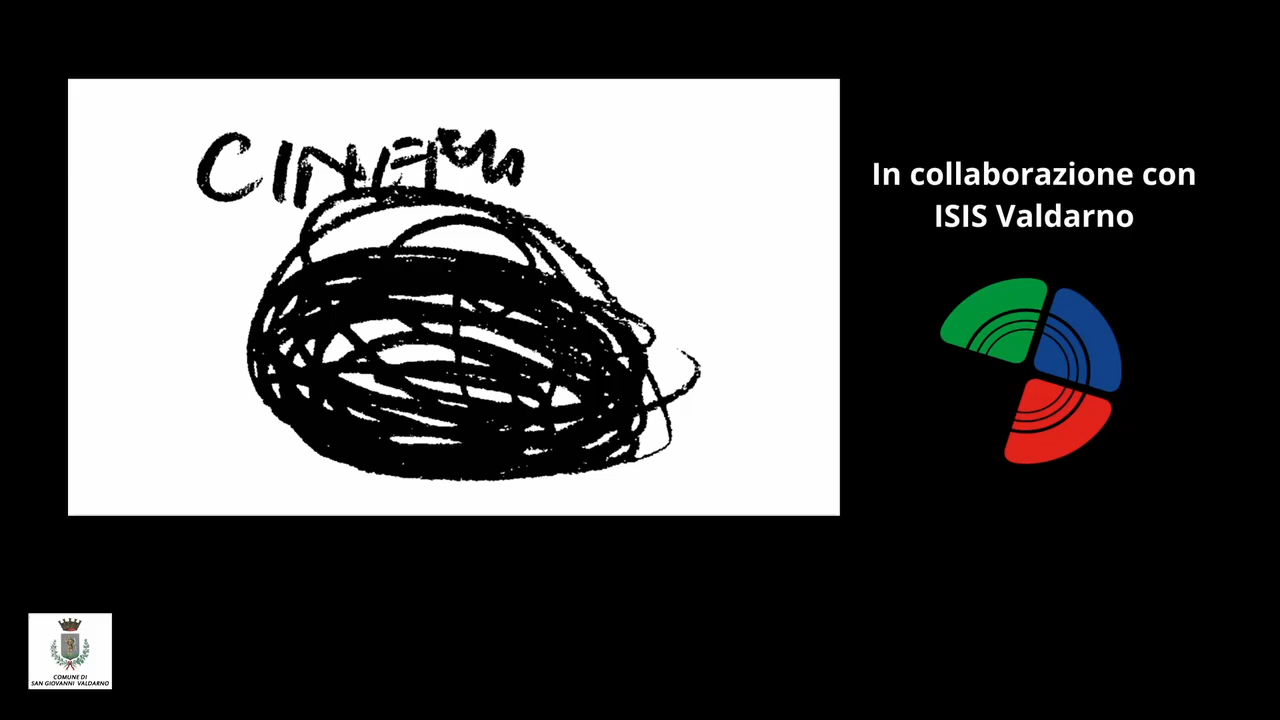 CINEMA
In collaborazione con
ISIS Valdarno
COMUNE DI
SAN GIOVANNI VALDARNO